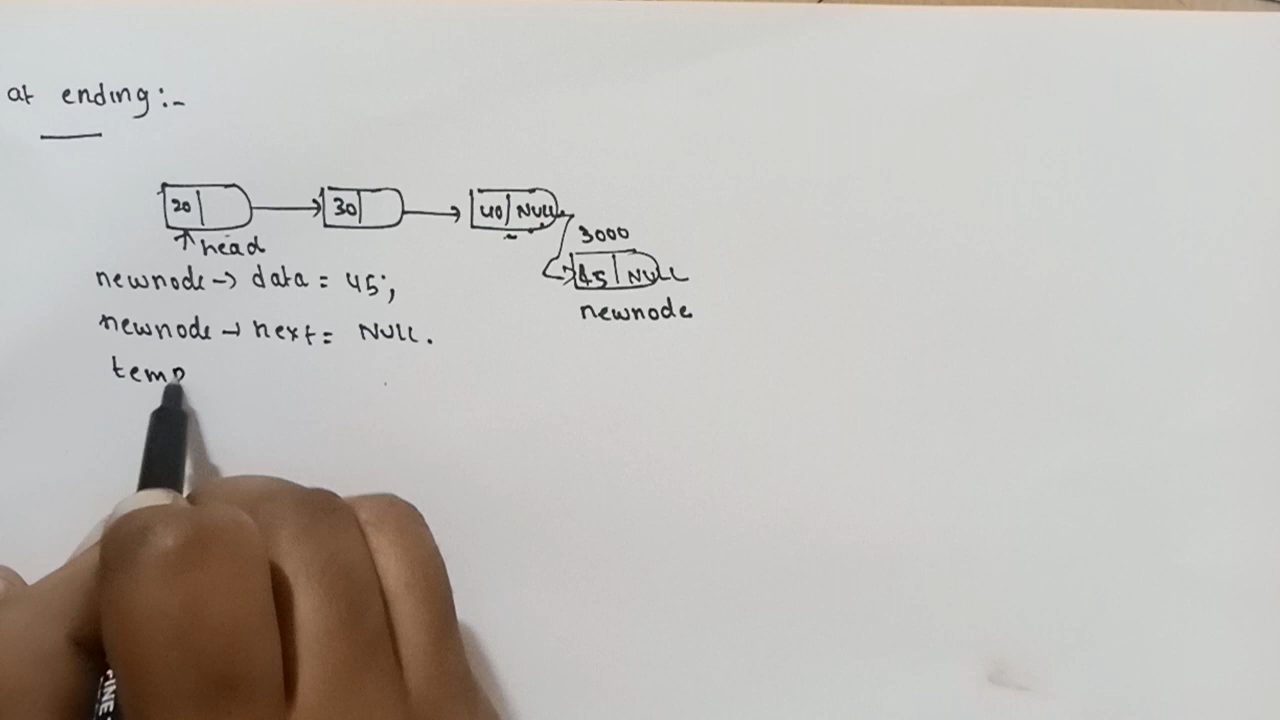 at ending:-
20 30 40 NULL
3000
head 45 NULL
newnode → data = 45;
newnode
newnode → next = NULL.
temp